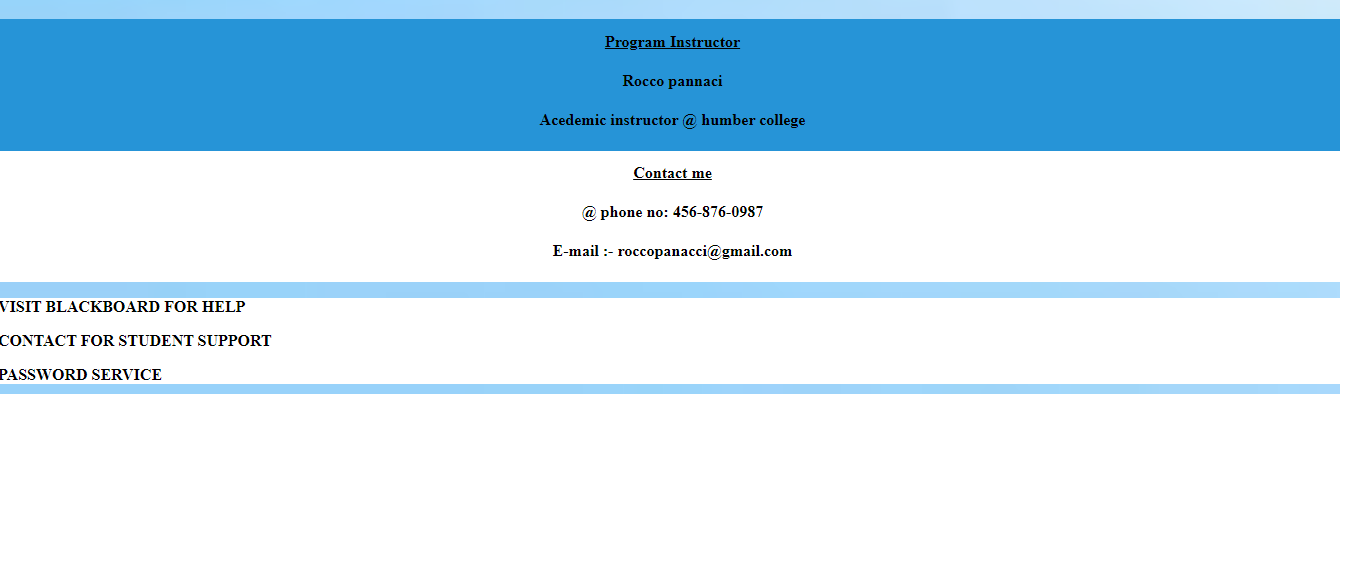 Program Instructor
Rocco pannaci
Acedemic instructor @ humber college
Contact me
@ phone no: 456-876-0987
E-mail :- roccopanacci@gmail.com
VISIT BLACKBOARD FOR HELP
CONTACT FOR STUDENT SUPPORT
PASSWORD SERVICE